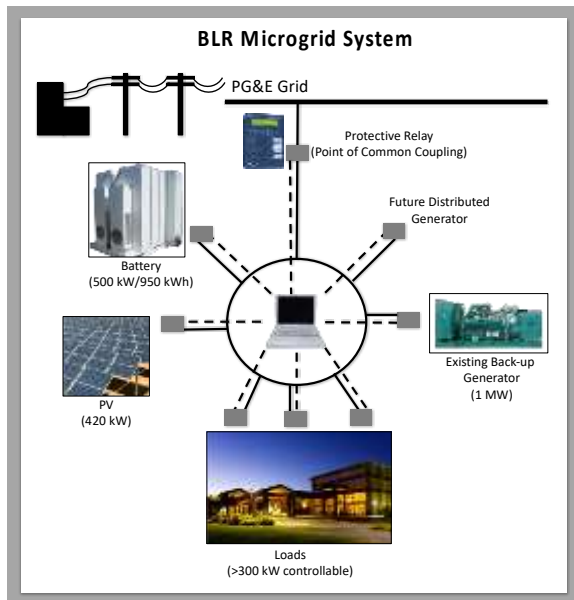 BLR Microgrid System
PG&E Grid
Protective Relay
(Point of Common Coupling)
Future Distributed
Generator
Battery
(500 kW/950 kWh)
Existing Back-up
Generator
(1 MW)
PV
(420 kW)
Loads
(>300 kW controllable)